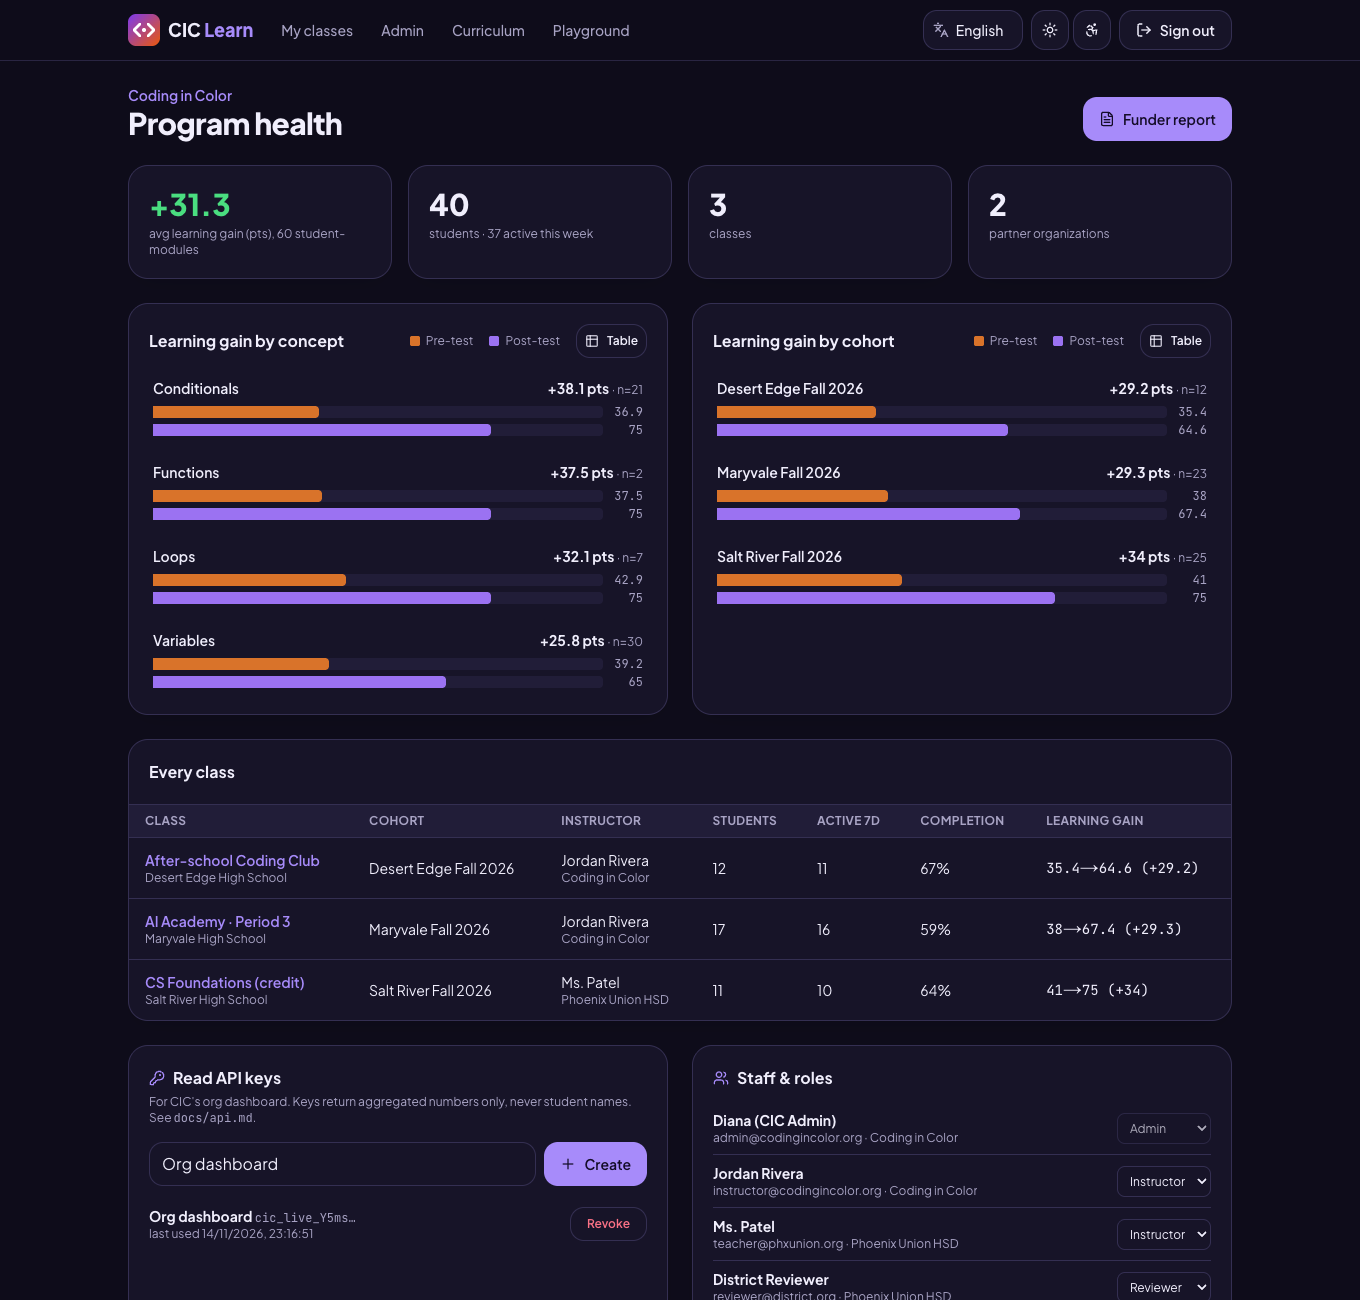 CIC Learn
My classes
Admin
Curriculum
Playground
English
Sign out
Coding in Color
Program health
Funder report
+31.3
avg learning gain (pts), 60 student-
modules
40
students · 37 active this week
3
classes
2
partner organizations
Learning gain by concept
Pre-test
Post-test
Table
Conditionals
+38.1 pts · n=21
36.9
75
Functions
+37.5 pts · n=2
37.5
75
Loops
+32.1 pts · n=7
42.9
75
Variables
+25.8 pts · n=30
39.2
65
Learning gain by cohort
Pre-test
Post-test
Table
Desert Edge Fall 2026
+29.2 pts · n=12
35.4
64.6
Maryvale Fall 2026
+29.3 pts · n=23
38
67.4
Salt River Fall 2026
+34 pts · n=25
41
75
Every class
CLASS COHORT INSTRUCTOR STUDENTS ACTIVE 7D COMPLETION LEARNING GAIN
After-school Coding Club
Desert Edge High School
Desert Edge Fall 2026
Jordan Rivera
Coding in Color
12
11
67%
35.4⟶64.6 (+29.2)
AI Academy · Period 3
Maryvale High School
Maryvale Fall 2026
Jordan Rivera
Coding in Color
17
16
59%
38⟶67.4 (+29.3)
CS Foundations (credit)
Salt River High School
Salt River Fall 2026
Ms. Patel
Phoenix Union HSD
11
10
64%
41⟶75 (+34)
Read API keys
For CIC's org dashboard. Keys return aggregated numbers only, never student names.
See docs/api.md.
Org dashboard
Create
Org dashboard cic_live_Y5ms…
last used 14/11/2026, 23:16:51
Revoke
Staff & roles
Diana (CIC Admin)
admin@codingincolor.org · Coding in Color
Admin
Jordan Rivera
instructor@codingincolor.org · Coding in Color
Instructor
Ms. Patel
teacher@phxunion.org · Phoenix Union HSD
Instructor
District Reviewer
reviewer@district.org · Phoenix Union HSD
Reviewer